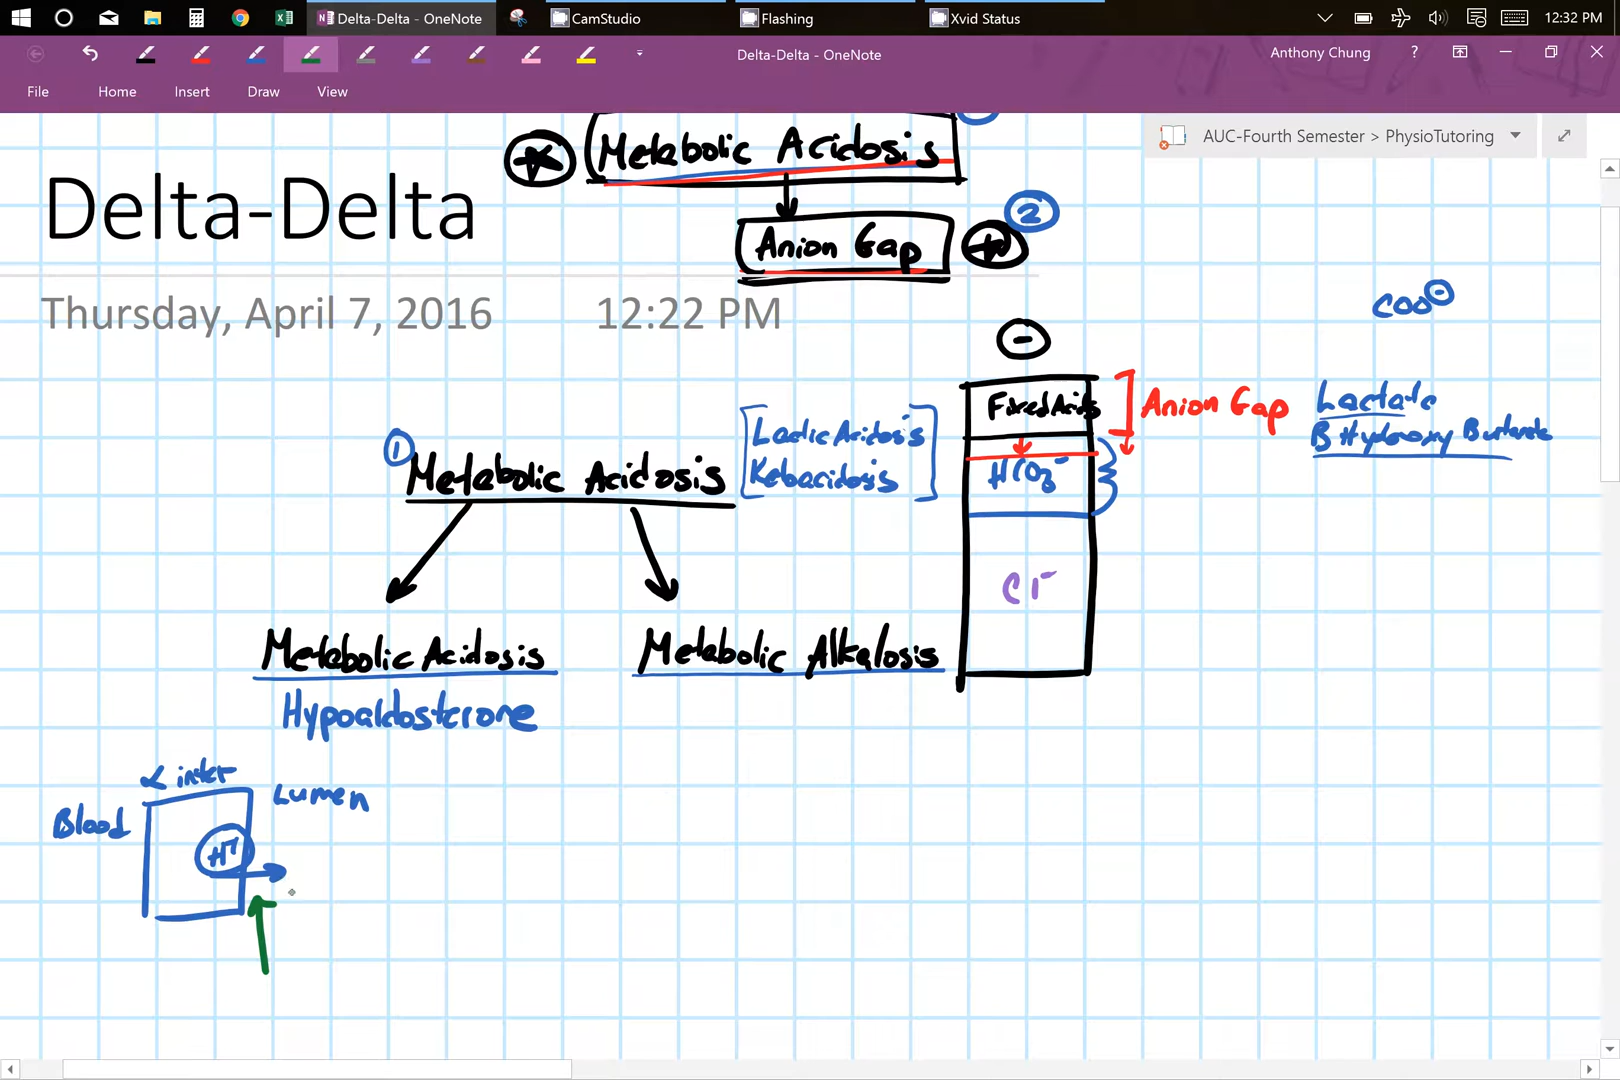 Delta-Delta - OneNote
CamStudio
Flashing
Xvid Status
12:32 PM
Delta-Delta - OneNote
Anthony Chung
?
File
Home
Insert
Draw
View
AUC-Fourth Semester > PhysioTutoring
Metabolic Acidosis
Delta-Delta
2
Anion Gap
+
Thursday, April 7, 2016
12:22 PM
COO-
-
Fixed Acids
Anion Gap
Lactate
B Hydroxy
1
Metabolic Acidosis
Lactic Acidosis
Ketoacidosis
HCO3-
Cl-
Metabolic Acidosis
Metabolic Alkalosis
Hypoaldosterone
α inter
Lumen
Blood
H+